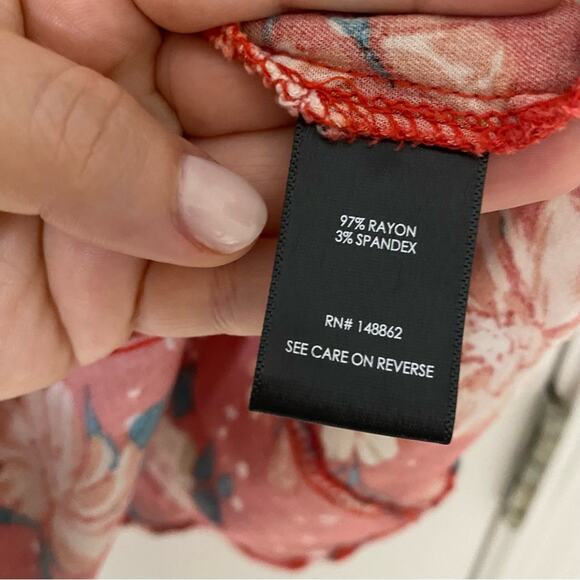 97% RAYON
3% SPANDEX
RN# 148862
SEE CARE ON REVERSE